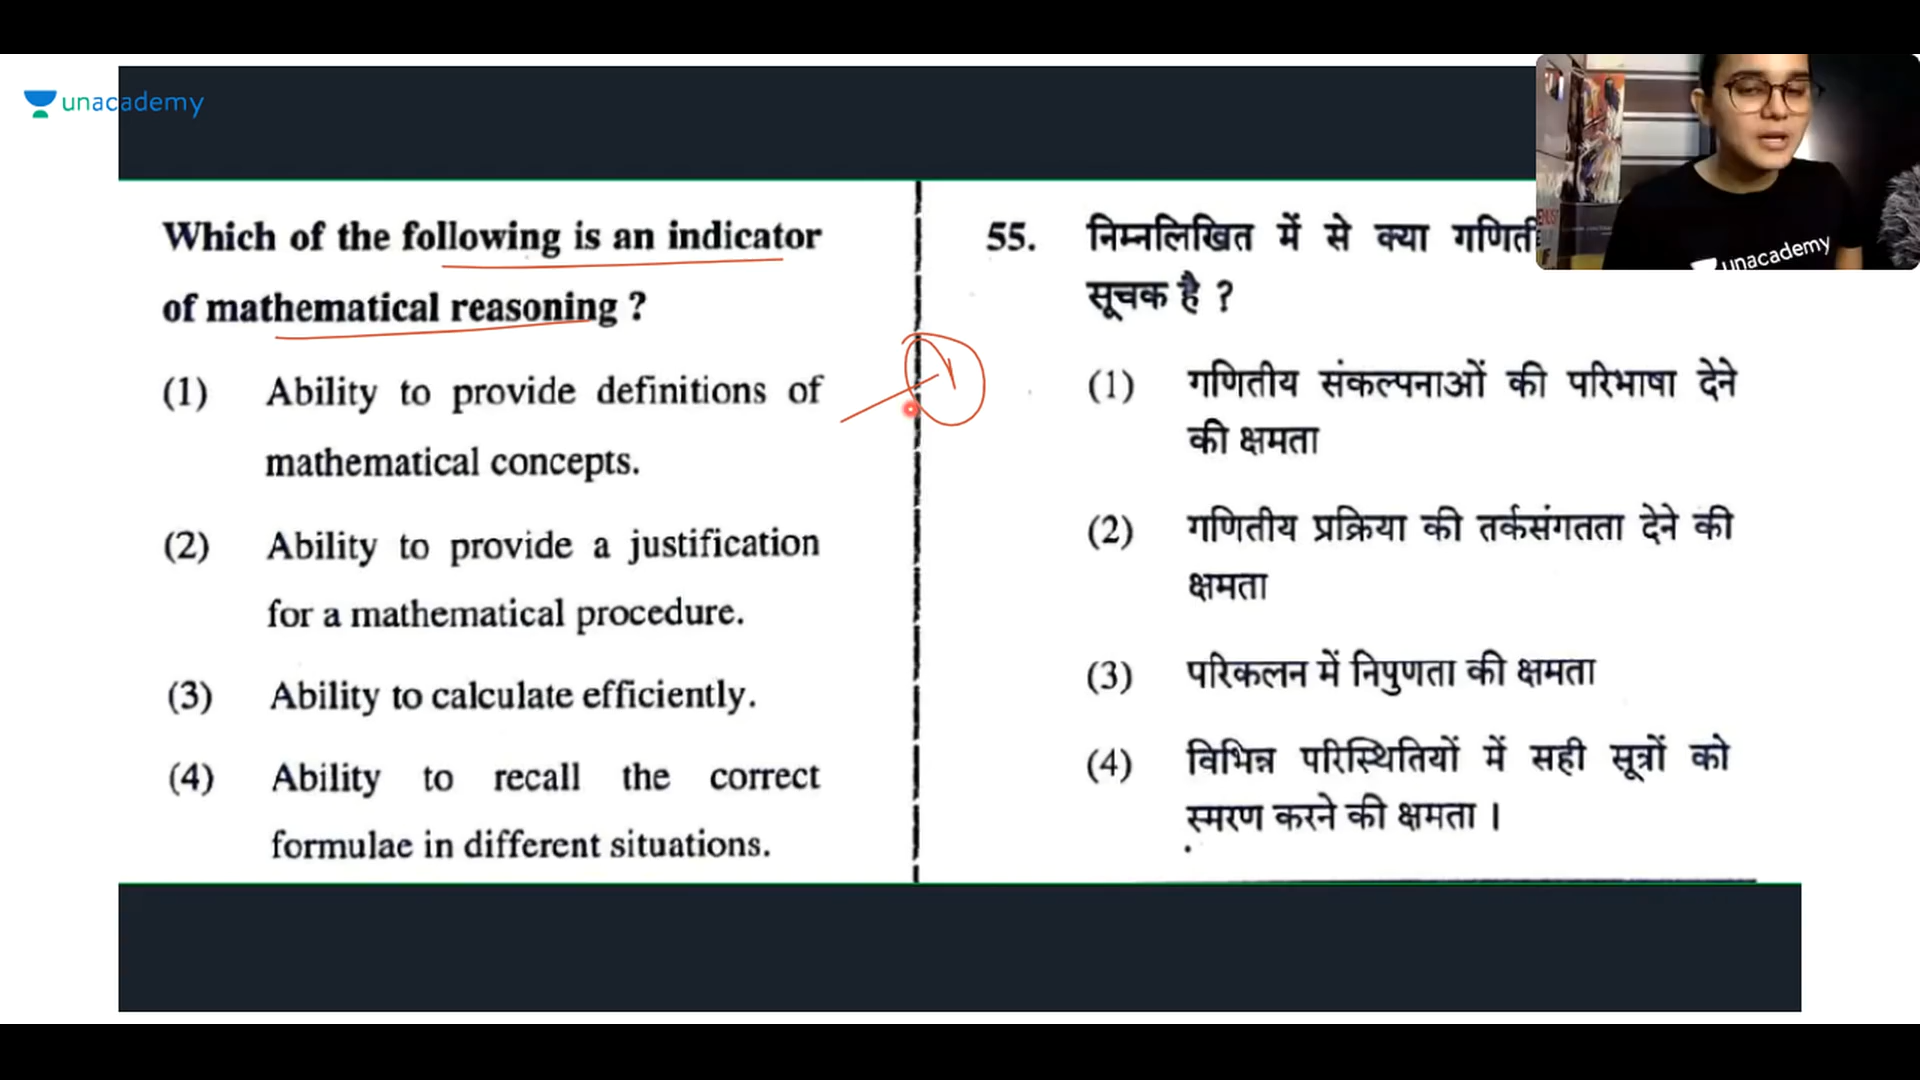 unacademy
Which of the following is an indicator
of mathematical reasoning ?
(1) Ability to provide definitions of
mathematical concepts.
(2) Ability to provide a justification
for a mathematical procedure.
(3) Ability to calculate efficiently.
(4) Ability to recall the correct
formulae in different situations.
55. निम्नलिखित में से क्या
सूचक है ?
(1) गणितीय संकल्पनाओं की परिभाषा देने
की क्षमता
(2) गणितीय प्रक्रिया की तर्कसंगतता देने की
क्षमता
(3) परिकलन में निपुणता की क्षमता
(4) विभिन्न परिस्थितियों में सही सूत्रों को
स्मरण करने की क्षमता ।
unacademy